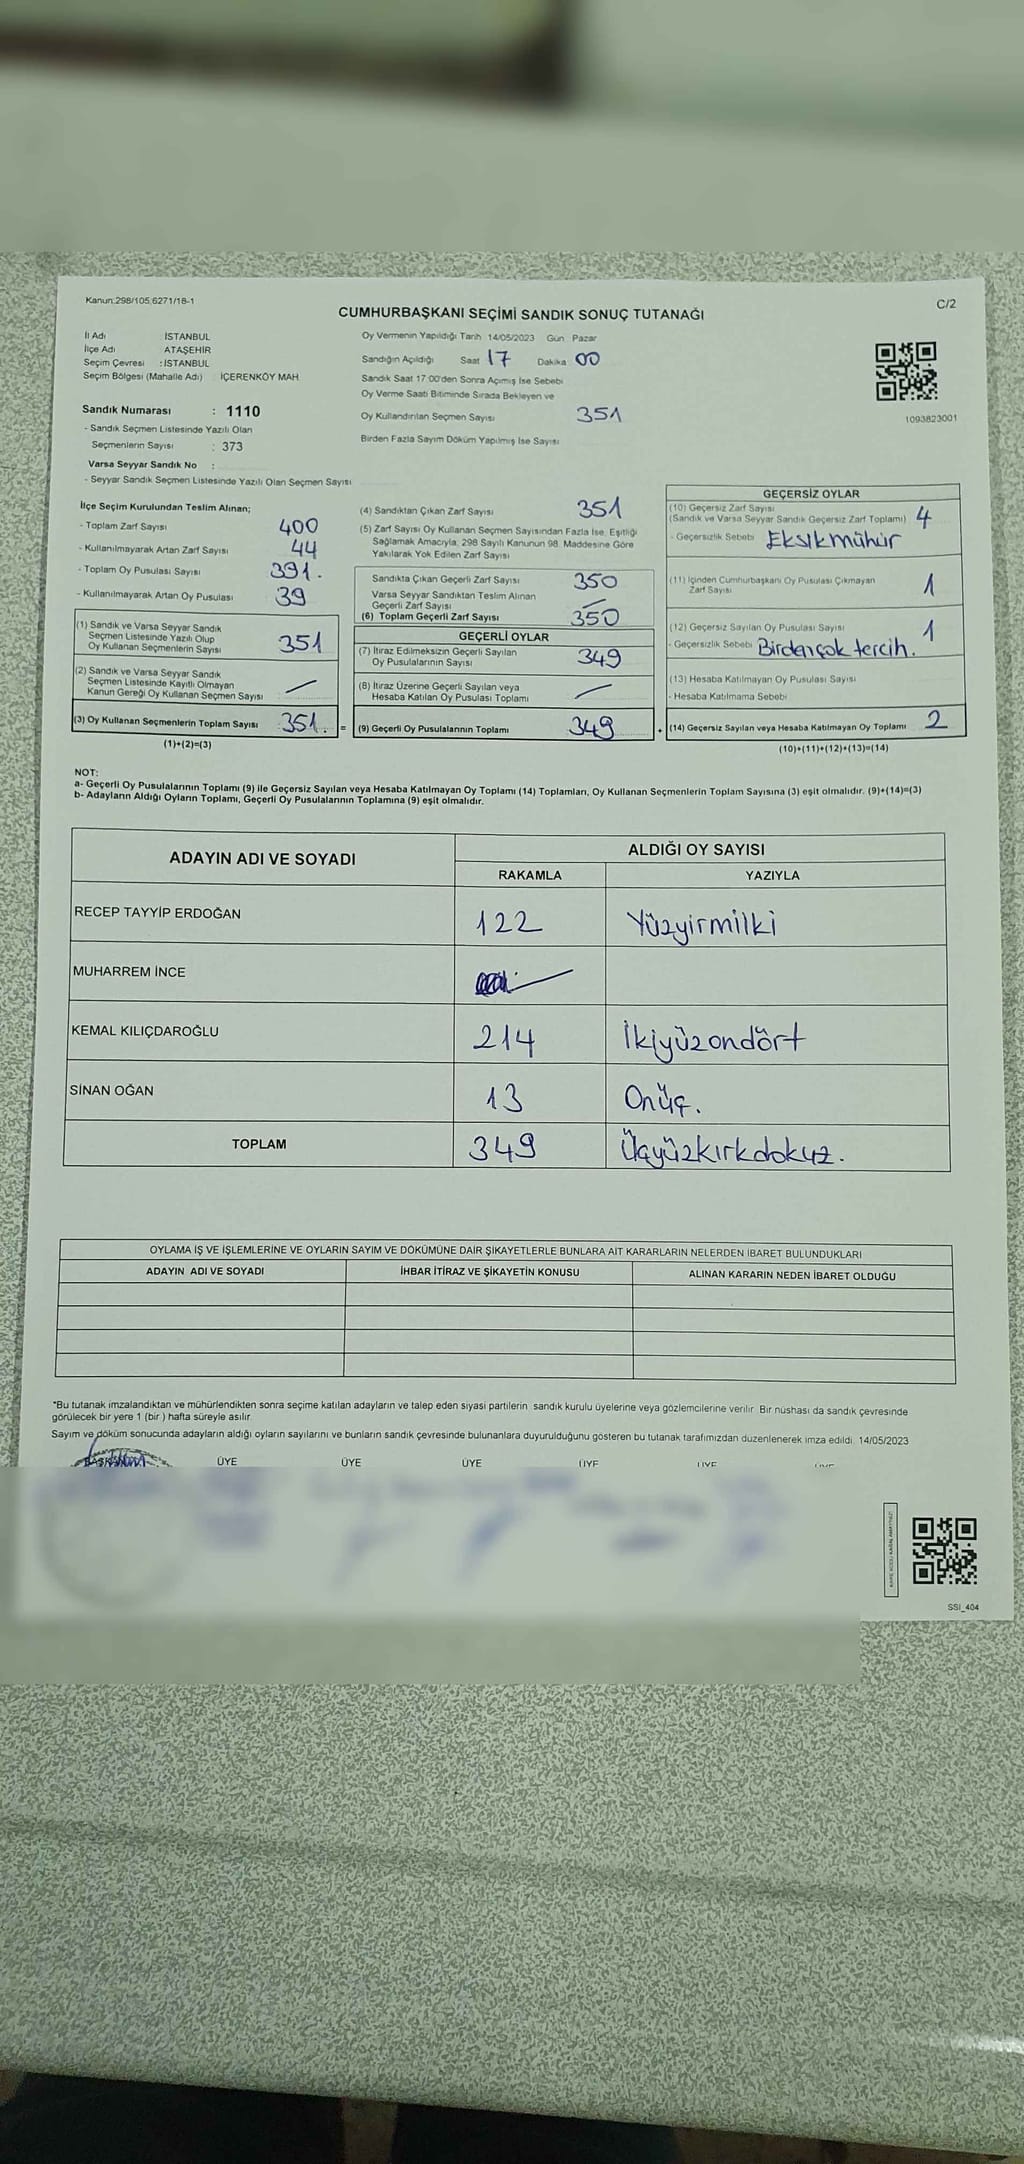 Kanun:298/105,6271/18-1
C/2
CUMHURBAŞKANI SEÇİMİ SANDIK SONUÇ TUTANAĞI
İl Adı İSTANBUL
İlçe Adı ATAŞEHİR
Seçim Çevresi : İSTANBUL
Seçim Bölgesi (Mahalle Adı) İÇERENKÖY MAH.
Sandık Numarası : 1110
- Sandık Seçmen Listesinde Yazılı Olan
Seçmenlerin Sayısı : 373
Varsa Seyyar Sandık No :
- Seyyar Sandık Seçmen Listesinde Yazılı Olan Seçmen Sayısı
Oy Vermenin Yapıldığı Tarih 14/05/2023 Gün Pazar
Sandığın Açıldığı Saat 17 Dakika 00
Sandık Saat 17:00'den Sonra Açımış İse Sebebi
Oy Verme Saati Bitiminde Sırada Bekleyen ve
Oy Kullandırılan Seçmen Sayısı 351
Birden Fazla Sayım Döküm Yapılmış İse Sayısı
1093823001
İlçe Seçim Kurulundan Teslim Alınan;
- Toplam Zarf Sayısı 400
- Kullanılmayarak Artan Zarf Sayısı 44
- Toplam Oy Pusulası Sayısı 391.
- Kullanılmayarak Artan Oy Pusulası 39
(1) Sandık ve Varsa Seyyar Sandık
Seçmen Listesinde Yazılı Olup
Oy Kullanan Seçmenlerin Sayısı 351
(2) Sandık ve Varsa Seyyar Sandık
Seçmen Listesinde Kayıtlı Olmayan
Kanun Gereği Oy Kullanan Seçmen Sayısı
(3) Oy Kullanan Seçmenlerin Toplam Sayısı 351. =
(1)+(2)=(3)
(4) Sandıktan Çıkan Zarf Sayısı 351
(5) Zarf Sayısı Oy Kullanan Seçmen Sayısından Fazla İse, Eşitliği
Sağlamak Amacıyla; 298 Sayılı Kanunun 98. Maddesine Göre
Yakılarak Yok Edilen Zarf Sayısı
Sandıkta Çıkan Geçerli Zarf Sayısı 350
Varsa Seyyar Sandıktan Teslim Alınan
Geçerli Zarf Sayısı
(6) Toplam Geçerli Zarf Sayısı 350
GEÇERLİ OYLAR
(7) İtiraz Edilmeksizin Geçerli Sayılan
Oy Pusulalarının Sayısı 349
(8) İtiraz Üzerine Geçerli Sayılan veya
Hesaba Katılan Oy Pusulası Toplamı
(9) Geçerli Oy Pusulalarının Toplamı 349 +
GEÇERSİZ OYLAR
(10) Geçersiz Zarf Sayısı
(Sandık ve Varsa Seyyar Sandık Geçersiz Zarf Toplamı) 4
- Geçersizlik Sebebi Eksik mühür
(11) İçinden Cumhurbaşkanı Oy Pusulası Çıkmayan
Zarf Sayısı 1
(12) Geçersiz Sayılan Oy Pusulası Sayısı 1
- Geçersizlik Sebebi Birden çok tercih.
(13) Hesaba Katılmayan Oy Pusulası Sayısı
- Hesaba Katılmama Sebebi
(14) Geçersiz Sayılan veya Hesaba Katılmayan Oy Toplamı 2
(10)+(11)+(12)+(13)=(14)
NOT:
a- Geçerli Oy Pusulalarının Toplamı (9) ile Geçersiz Sayılan veya Hesaba Katılmayan Oy Toplamı (14) Toplamları, Oy Kullanan Seçmenlerin Toplam Sayısına (3) eşit olmalıdır. (9)+(14)=(3)
b- Adayların Aldığı Oyların Toplamı, Geçerli Oy Pusulalarının Toplamına (9) eşit olmalıdır.
ADAYIN ADI VE SOYADI
ALDIĞI OY SAYISI
RAKAMLA YAZIYLA
RECEP TAYYİP ERDOĞAN 122 Yüzyirmiİki
MUHARREM İNCE
KEMAL KILIÇDAROĞLU 214 İkiyüzondört
SİNAN OĞAN 13 Onüç.
TOPLAM 349 Üçyüzkırkdokuz.
OYLAMA İŞ VE İŞLEMLERİNE VE OYLARIN SAYIM VE DÖKÜMÜNE DAİR ŞİKAYETLERLE BUNLARA AİT KARARLARIN NELERDEN İBARET BULUNDUKLARI
ADAYIN ADI VE SOYADI İHBAR İTİRAZ VE ŞİKAYETİN KONUSU ALINAN KARARIN NEDEN İBARET OLDUĞU
*Bu tutanak imzalandıktan ve mühürlendikten sonra seçime katılan adayların ve talep eden siyasi partilerin sandık kurulu üyelerine veya gözlemcilerine verilir. Bir nüshası da sandık çevresinde
görülecek bir yere 1 (bir ) hafta süreyle asılır.
Sayım ve döküm sonucunda adayların aldığı oyların sayılarını ve bunların sandık çevresinde bulunanlara duyurulduğunu gösteren bu tutanak tarafımızdan düzenlenerek imza edildi. 14/05/2023
BAŞKAN ÜYE ÜYE ÜYE ÜYE ÜYE ÜYE
SSI_404